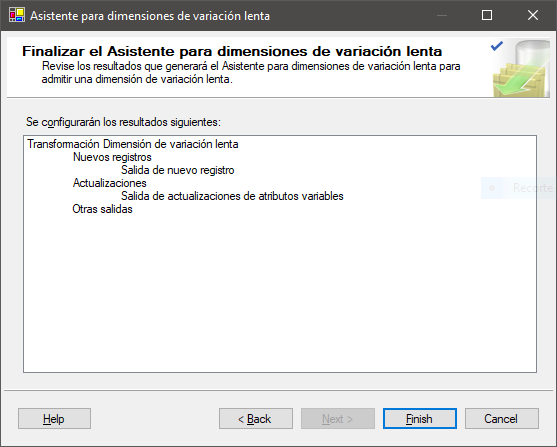 Asistente para dimensiones de variación lenta
Finalizar el Asistente para dimensiones de variación lenta
Revise los resultados que generará el Asistente para dimensiones de variación lenta para
admitir una dimensión de variación lenta.
Se configurarán los resultados siguientes:
Transformación Dimensión de variación lenta
Nuevos registros
Salida de nuevo registro
Actualizaciones
Salida de actualizaciones de atributos variables
Otras salidas
Recorte
Help
< Back
Next >
Finish
Cancel